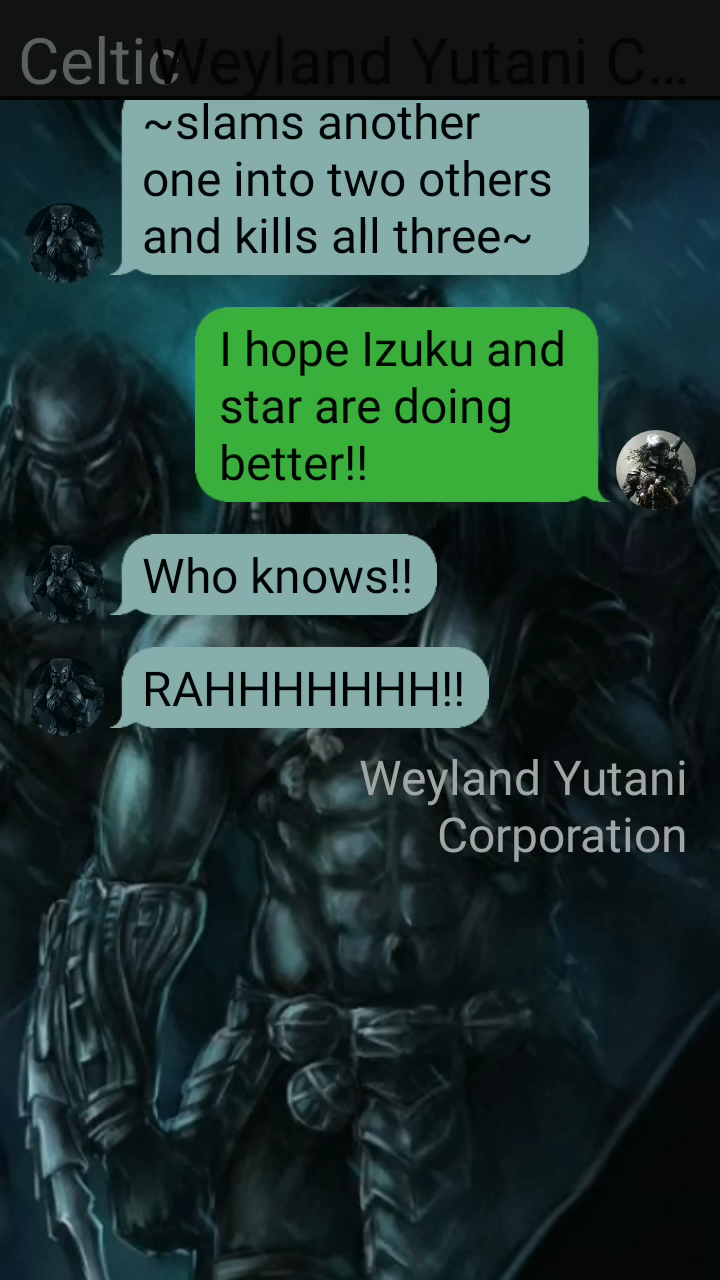 Celtic Weyland Yutani C...
~slams another
one into two others
and kills all three~
I hope Izuku and
star are doing
better!!
Who knows!!
RAHHHHHHH!!
Weyland Yutani
Corporation